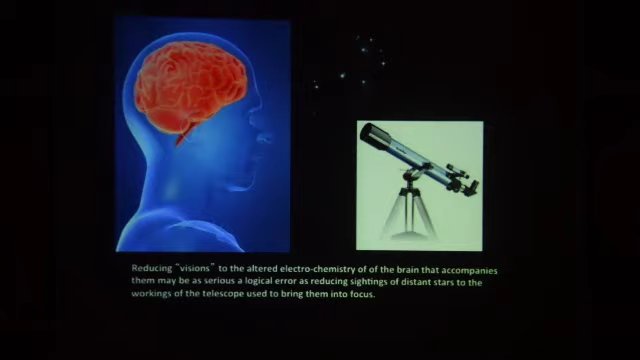 Reducing “visions” to the altered electro-chemistry of of the brain that accompanies
them may be as serious a logical error as reducing sightings of distant stars to the
workings of the telescope used to bring them into focus.